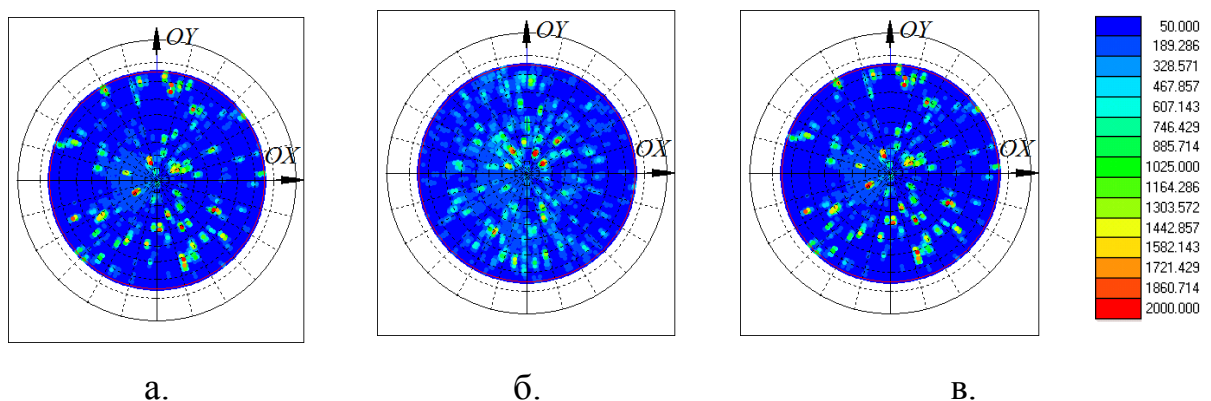 OY
OX
OY
OX
OY
OX
50.000
189.286
328.571
467.857
607.143
746.429
885.714
1025.000
1164.286
1303.572
1442.857
1582.143
1721.429
1860.714
2000.000
а.
б.
в.